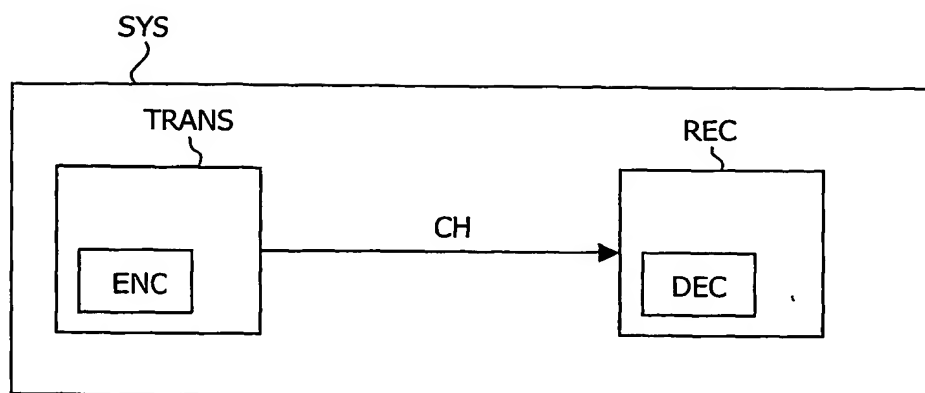 SYS
TRANS
REC
CH
ENC
DEC